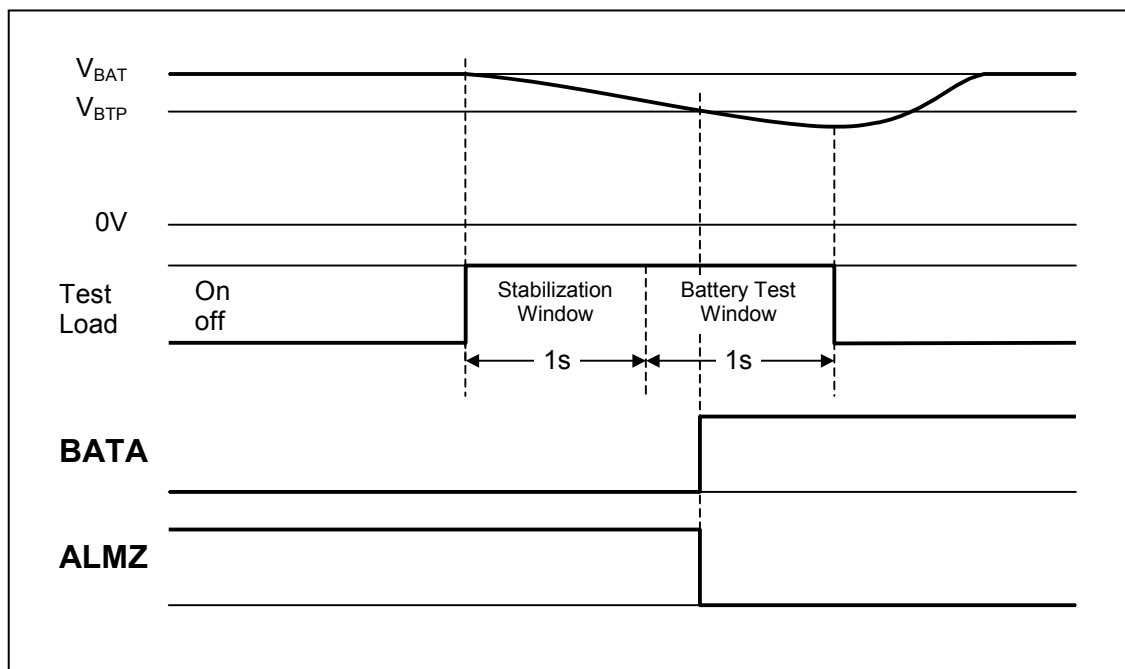 VBAT
VBTP
0V
Test
Load
On
off
Stabilization
Window
Battery Test
Window
1s
1s
BATA
ALMZ